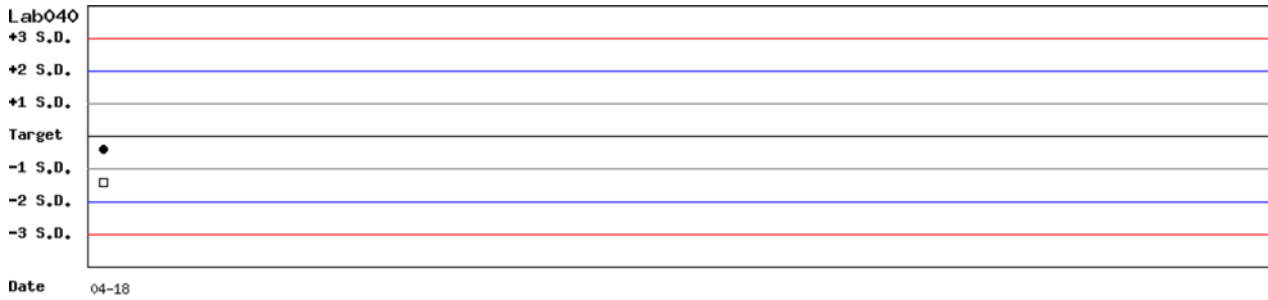 Lab040
+3 S.D.
+2 S.D.
+1 S.D.
Target
-1 S.D.
-2 S.D.
-3 S.D.
Date 04-18